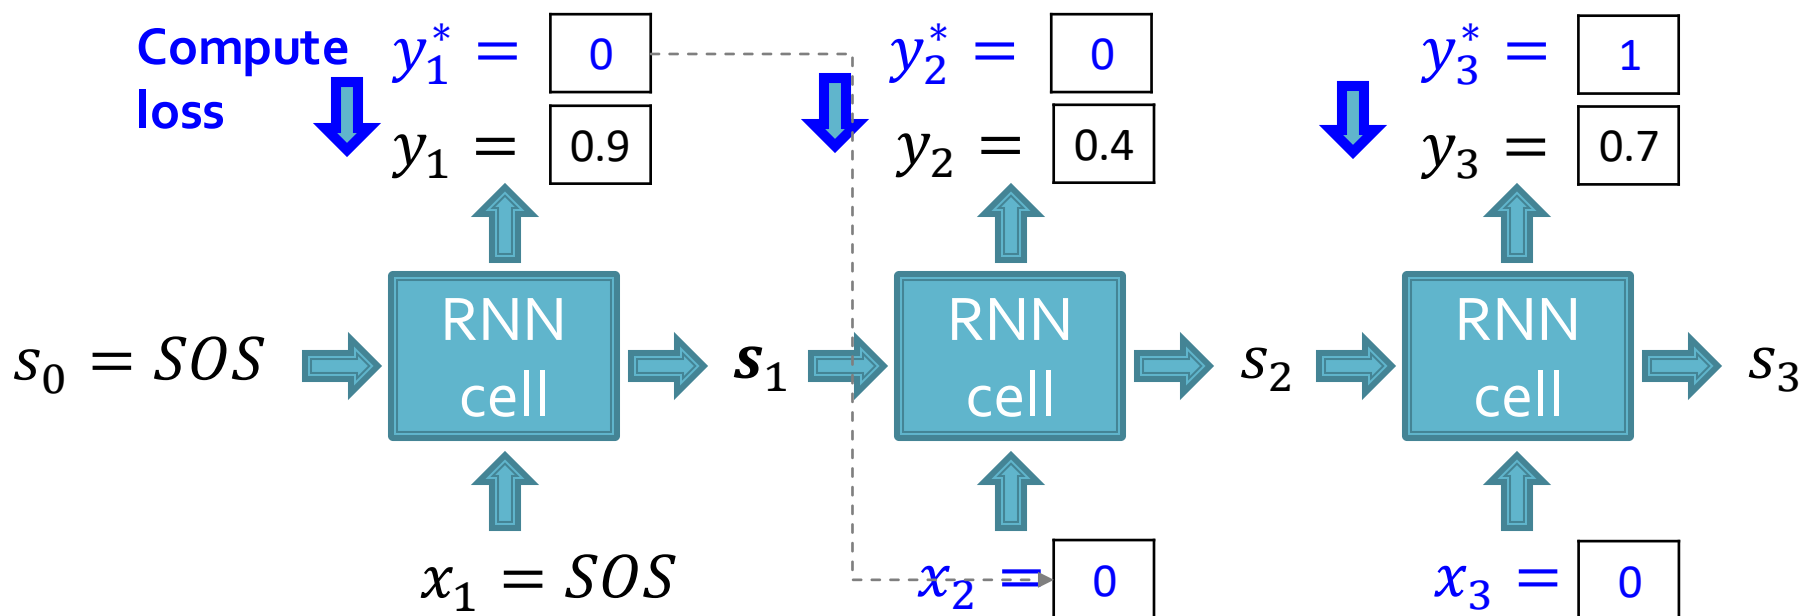 Compute
loss
y₁* = 0
y₁ = 0.9
y₂* = 0
y₂ = 0.4
y₃* = 1
y₃ = 0.7
s₀ = SOS
RNN
cell
s₁
RNN
cell
s₂
RNN
cell
s₃
x₁ = SOS
x₂ = 0
x₃ = 0